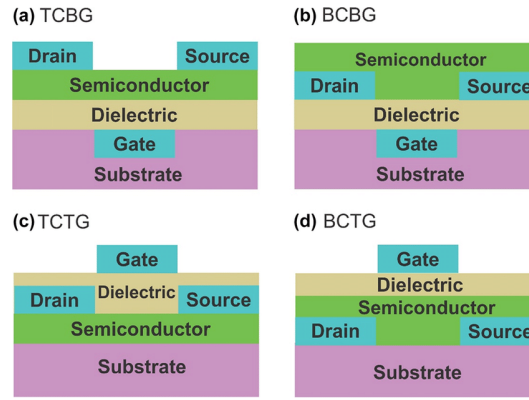 (a) TCBG
Drain Source
Semiconductor
Dielectric
Gate
Substrate
(b) BCBG
Semiconductor
Drain Source
Dielectric
Gate
Substrate
(c) TCTG
Gate
Drain Dielectric Source
Semiconductor
Substrate
(d) BCTG
Gate
Dielectric
Semiconductor
Drain Source
Substrate